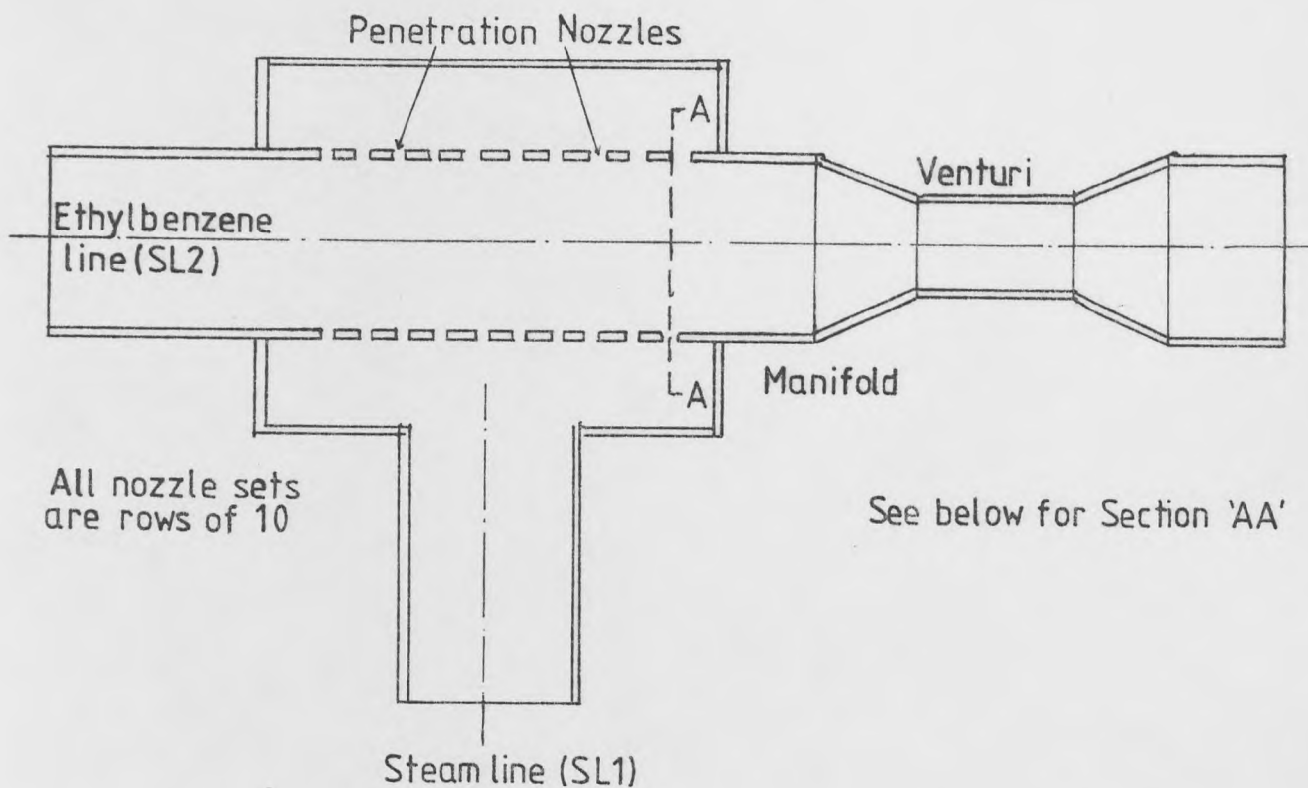 Penetration Nozzles
A
Venturi
Ethylbenzene
line (SL2)
A
Manifold
All nozzle sets
are rows of 10
See below for Section 'AA'
Steam line (SL1)